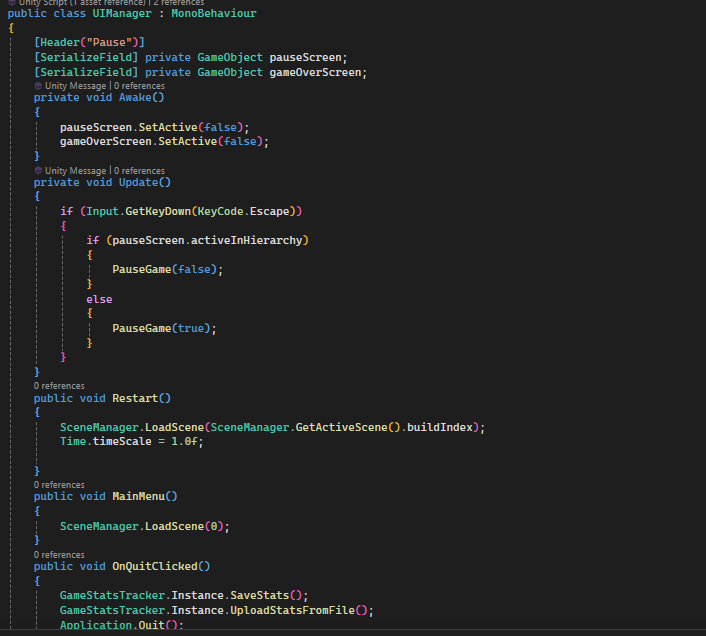 Unity Script (1 asset reference) | 2 references
public class UIManager : MonoBehaviour
{
[Header("Pause")]
[SerializeField] private GameObject pauseScreen;
[SerializeField] private GameObject gameOverScreen;
Unity Message | 0 references
private void Awake()
{
pauseScreen.SetActive(false);
gameOverScreen.SetActive(false);
}
Unity Message | 0 references
private void Update()
{
if (Input.GetKeyDown(KeyCode.Escape))
{
if (pauseScreen.activeInHierarchy)
{
PauseGame(false);
}
else
{
PauseGame(true);
}
}
}
0 references
public void Restart()
{
SceneManager.LoadScene(SceneManager.GetActiveScene().buildIndex);
Time.timeScale = 1.0f;
}
0 references
public void MainMenu()
{
SceneManager.LoadScene(0);
}
0 references
public void OnQuitClicked()
{
GameStatsTracker.Instance.SaveStats();
GameStatsTracker.Instance.UploadStatsFromFile();
Application.Quit();